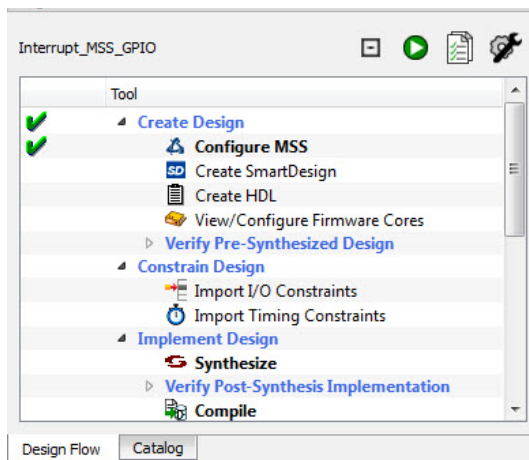 Interrupt_MSS_GPIO
Tool
Create Design
Configure MSS
SD Create SmartDesign
Create HDL
View/Configure Firmware Cores
Verify Pre-Synthesized Design
Constrain Design
Import I/O Constraints
Import Timing Constraints
Implement Design
Synthesize
Verify Post-Synthesis Implementation
Compile
Design Flow Catalog